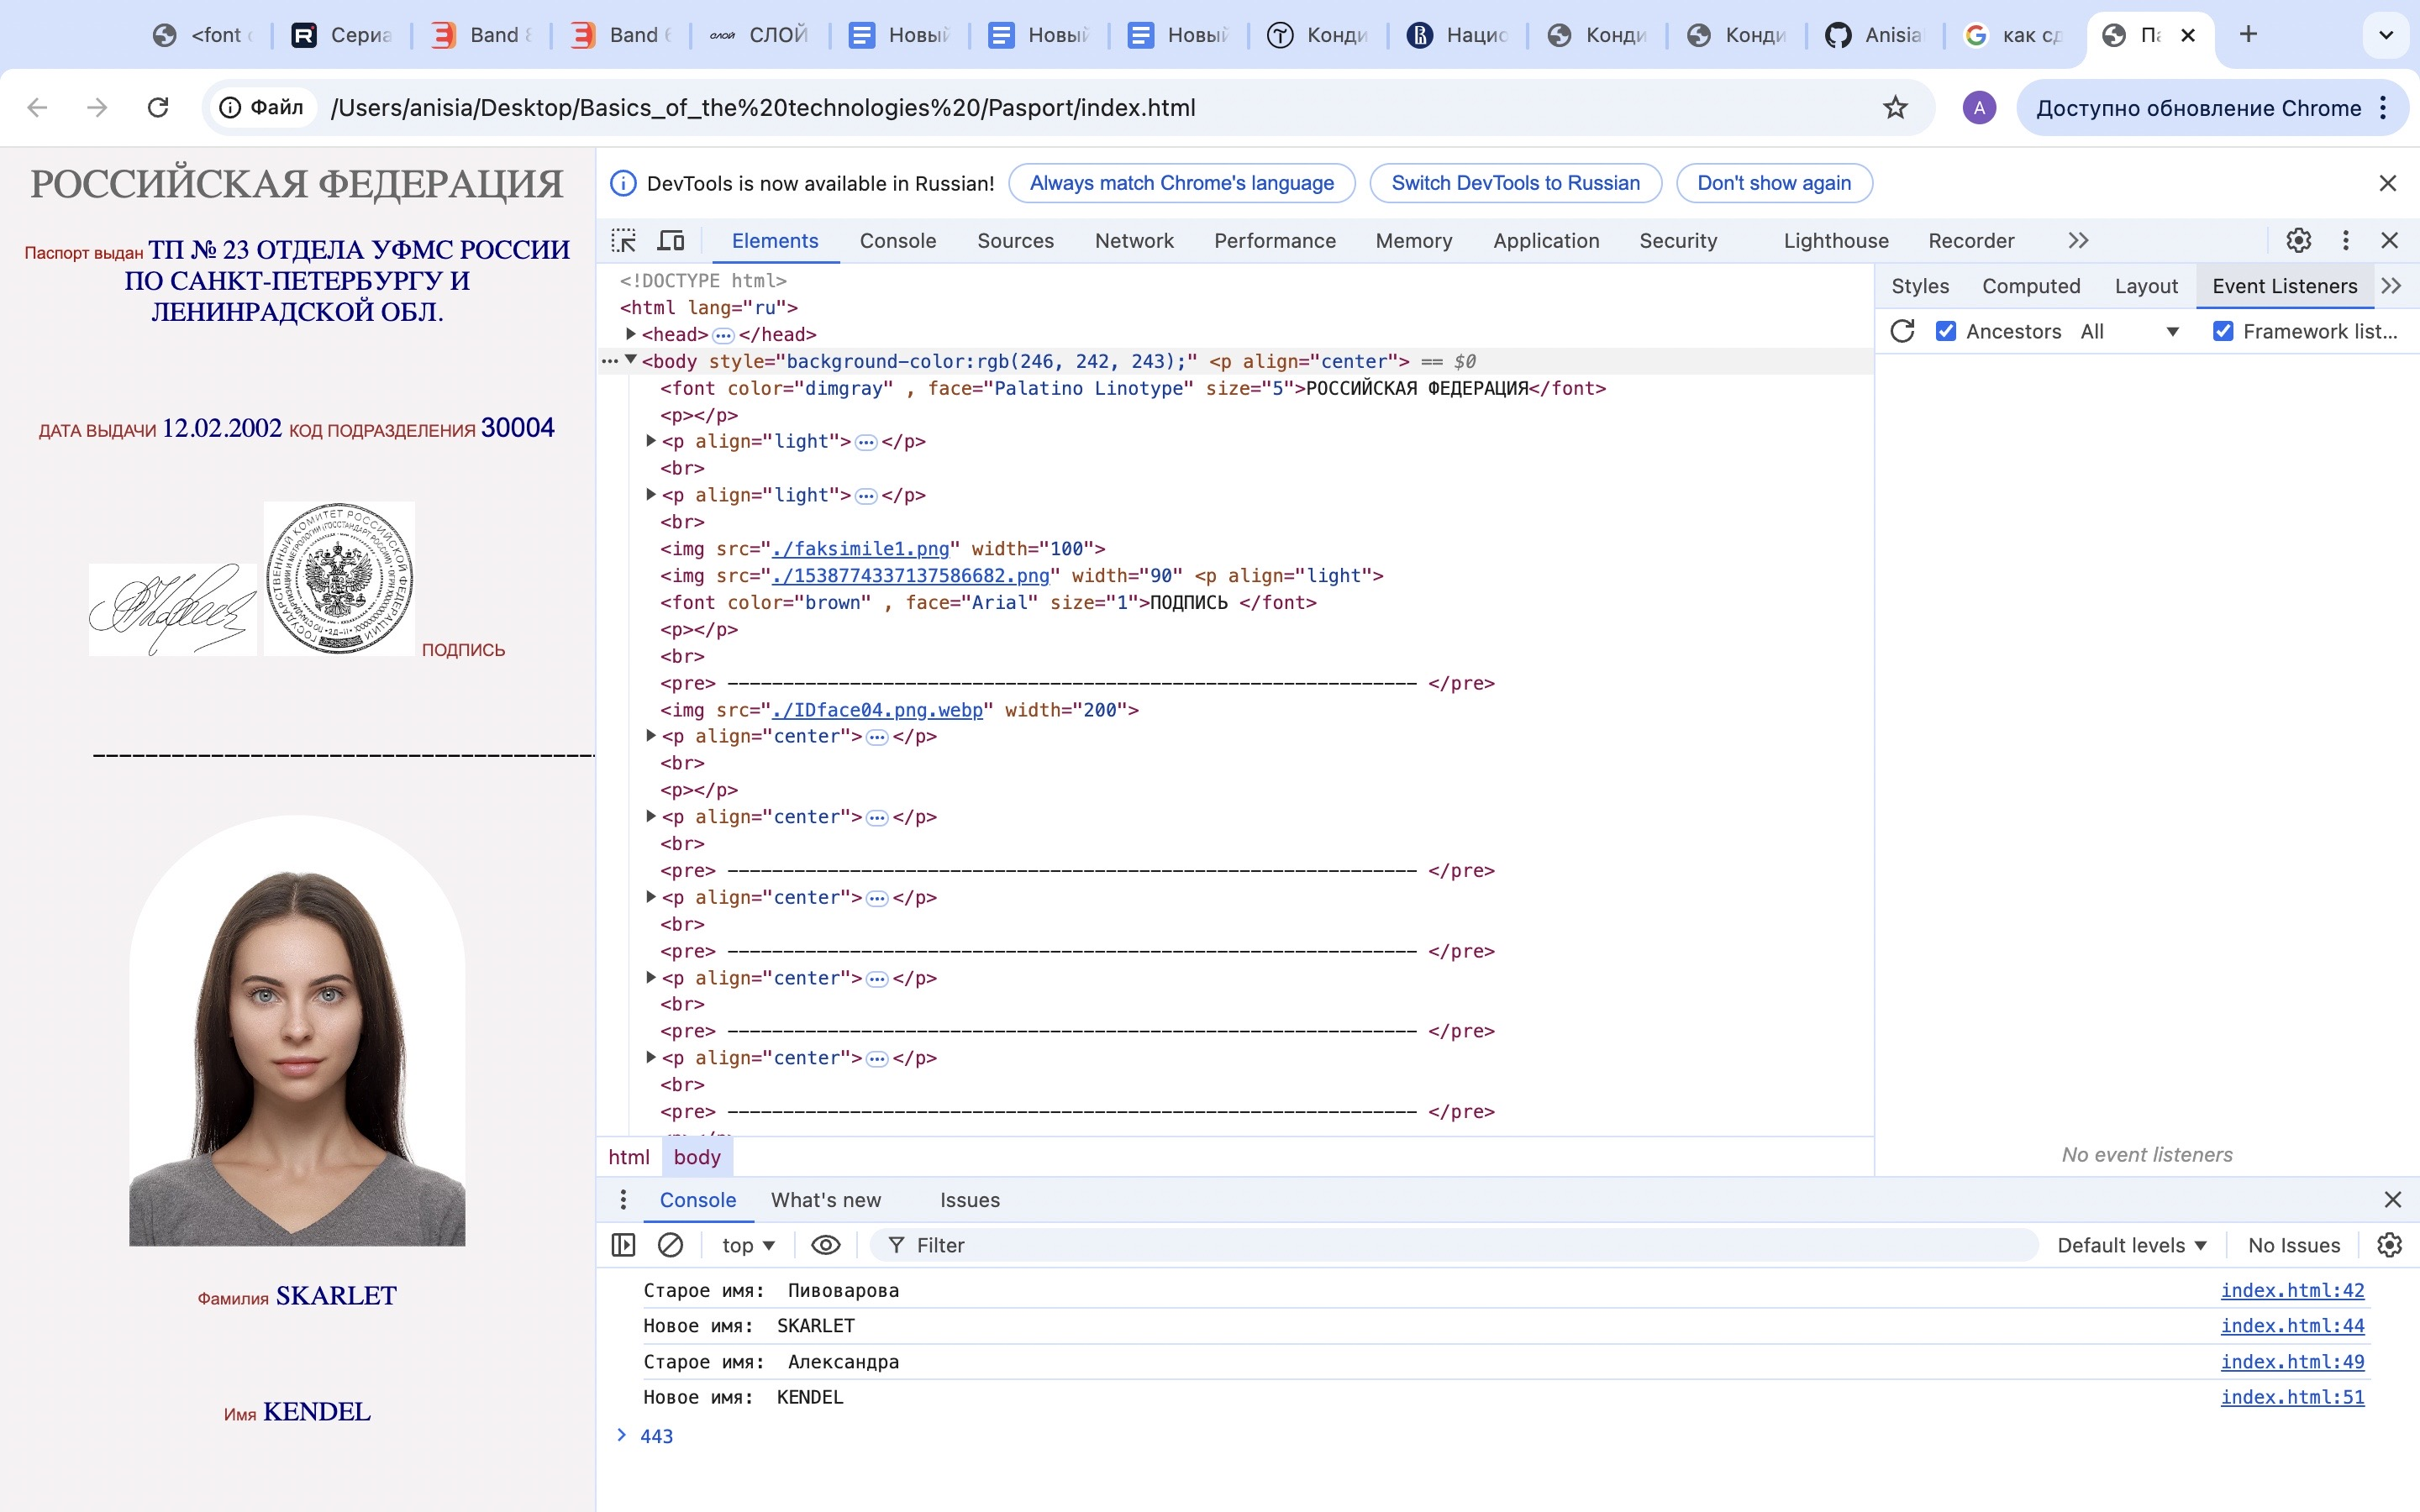 <font
Сериа
Band 8
Band 6
слой СЛОЙ
Новый
Новый
Новый
Конди
Нацио
Конди
Конди
Anisia
как сд
Па
Файл /Users/anisia/Desktop/Basics_of_the%20technologies%20/Pasport/index.html
A
Доступно обновление Chrome
РОССИЙСКАЯ ФЕДЕРАЦИЯ
Паспорт выдан ТП № 23 ОТДЕЛА УФМС РОССИИ
ПО САНКТ-ПЕТЕРБУРГУ И
ЛЕНИНРАДСКОЙ ОБЛ.
ДАТА ВЫДАЧИ 12.02.2002 КОД ПОДРАЗДЕЛЕНИЯ 30004
ПОДПИСЬ
Фамилия SKARLET
Имя KENDEL
DevTools is now available in Russian! Always match Chrome's language Switch DevTools to Russian Don't show again
Elements Console Sources Network Performance Memory Application Security Lighthouse Recorder
<!DOCTYPE html>
<html lang="ru">
<head> ... </head>
... <body style="background-color:rgb(246, 242, 243);" <p align="center"> == $0
<font color="dimgray" , face="Palatino Linotype" size="5">РОССИЙСКАЯ ФЕДЕРАЦИЯ</font>
<p></p>
<p align="light"> ... </p>
<br>
<p align="light"> ... </p>
<br>
<img src="./faksimile1.png" width="100">
<img src="./1538774337137586682.png" width="90" <p align="light">
<font color="brown" , face="Arial" size="1">ПОДПИСЬ </font>
<p></p>
<br>
<pre> –––––––––––––––––––––––––––––––––––––––––––––––––––––––––––––– </pre>
<img src="./IDface04.png.webp" width="200">
<p align="center"> ... </p>
<br>
<p></p>
<p align="center"> ... </p>
<br>
<pre> –––––––––––––––––––––––––––––––––––––––––––––––––––––––––––––– </pre>
<p align="center"> ... </p>
<br>
<pre> –––––––––––––––––––––––––––––––––––––––––––––––––––––––––––––– </pre>
<p align="center"> ... </p>
<br>
<pre> –––––––––––––––––––––––––––––––––––––––––––––––––––––––––––––– </pre>
<p align="center"> ... </p>
<br>
<pre> –––––––––––––––––––––––––––––––––––––––––––––––––––––––––––––– </pre>
html body
Styles Computed Layout Event Listeners
Ancestors All Framework list...
No event listeners
Console What's new Issues
top Filter Default levels No Issues
Старое имя: Пивоварова index.html:42
Новое имя: SKARLET index.html:44
Старое имя: Александра index.html:49
Новое имя: KENDEL index.html:51
> 443